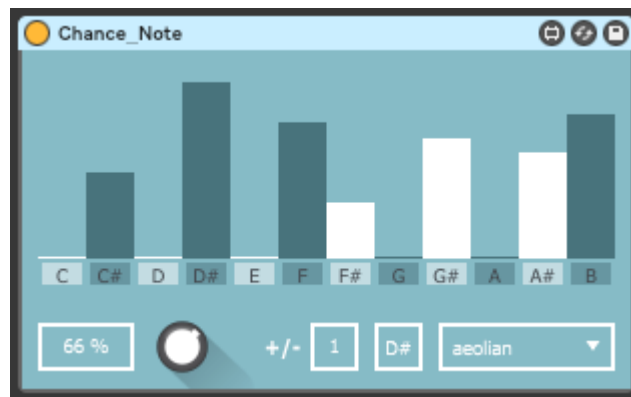 Chance_Note
C C# D D# E F F# G G# A A# B
66 % +/- 1 D# aeolian